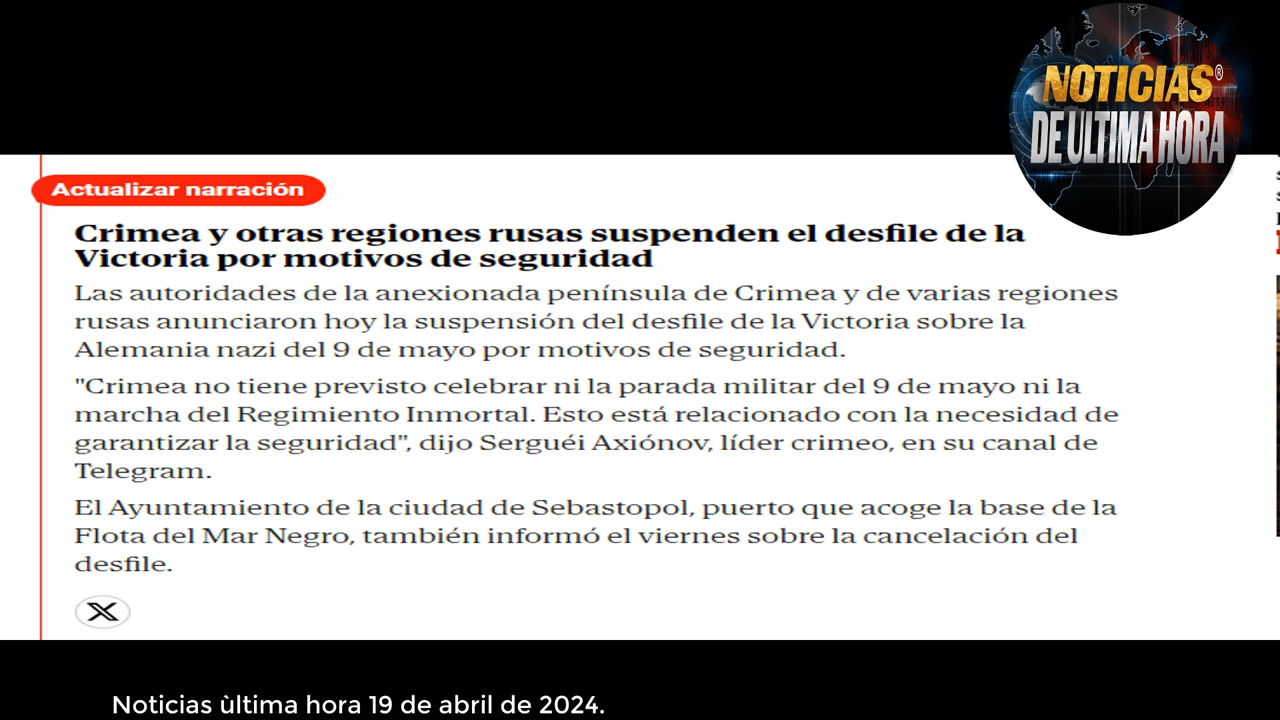 NOTICIAS®
DE ULTIMA HORA
Actualizar narración
Crimea y otras regiones rusas suspenden el desfile de la
Victoria por motivos de seguridad
Las autoridades de la anexionada península de Crimea y de varias regiones
rusas anunciaron hoy la suspensión del desfile de la Victoria sobre la
Alemania nazi del 9 de mayo por motivos de seguridad.
"Crimea no tiene previsto celebrar ni la parada militar del 9 de mayo ni la
marcha del Regimiento Inmortal. Esto está relacionado con la necesidad de
garantizar la seguridad", dijo Serguéi Axiónov, líder crimeo, en su canal de
Telegram.
El Ayuntamiento de la ciudad de Sebastopol, puerto que acoge la base de la
Flota del Mar Negro, también informó el viernes sobre la cancelación del
desfile.
Noticias ùltima hora 19 de abril de 2024.